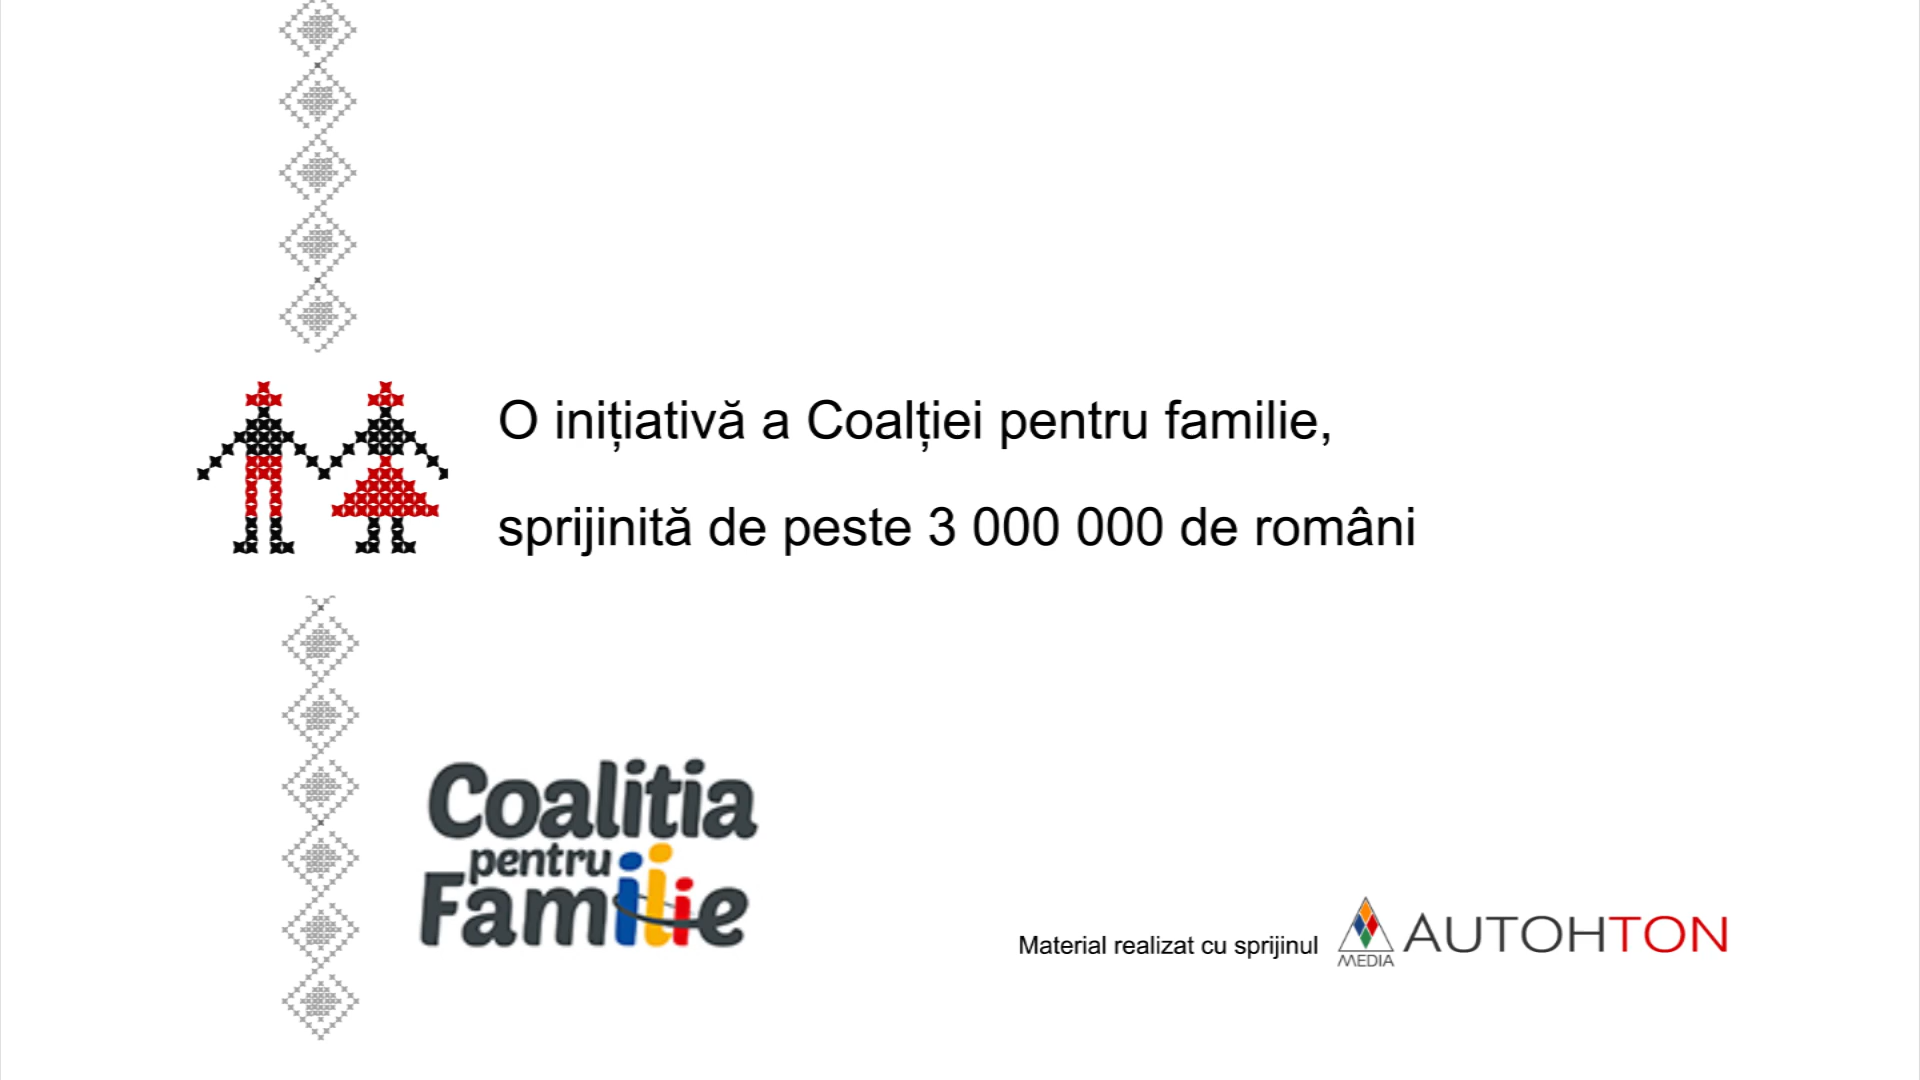 O inițiativă a Coalției pentru familie,
sprijinită de peste 3 000 000 de români
Coalitia
pentru
Familie
Material realizat cu sprijinul
MEDIA
AUTOHTON